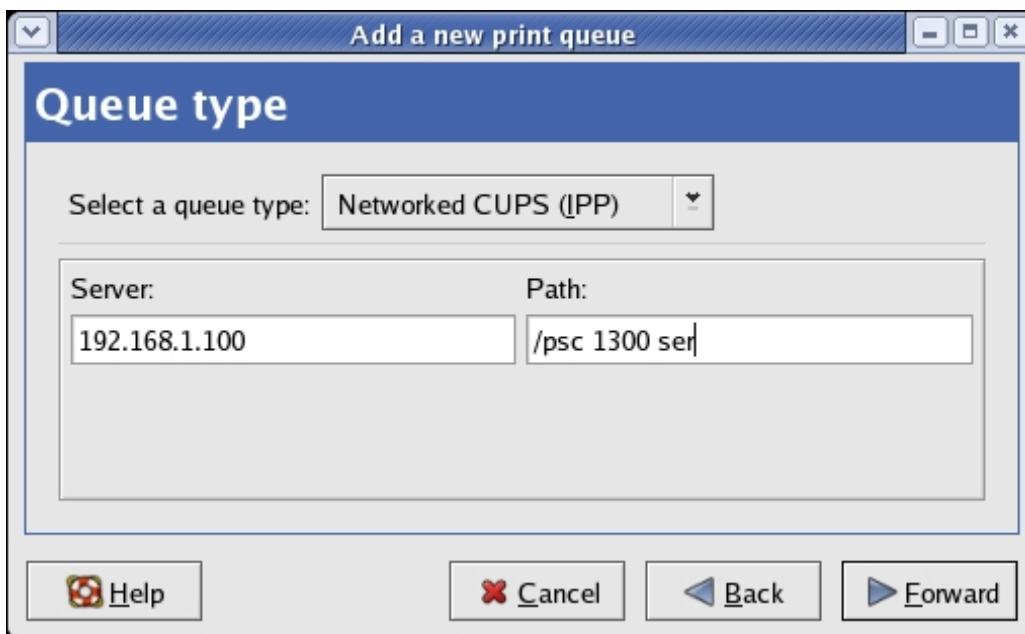 Add a new print queue
Queue type
Select a queue type: Networked CUPS (IPP)
Server: Path:
192.168.1.100 /psc 1300 ser
Help Cancel Back Forward